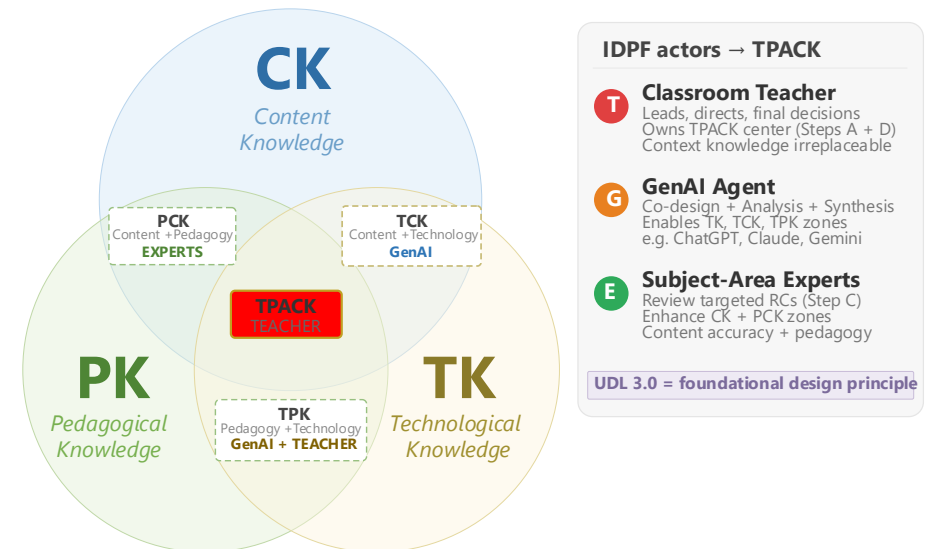 CK
Content
Knowledge
PCK
Content +Pedagogy
EXPERTS
TCK
Content +Technology
GenAI
TPACK
TEACHER
PK
Pedagogical
Knowledge
TK
Technological
Knowledge
TPK
Pedagogy +Technology
GenAI + TEACHER
IDPF actors → TPACK
T
Classroom Teacher
Leads, directs, final decisions
Owns TPACK center (Steps A + D)
Context knowledge irreplaceable
G
GenAI Agent
Co-design + Analysis + Synthesis
Enables TK, TCK, TPK zones
e.g. ChatGPT, Claude, Gemini
E
Subject-Area Experts
Review targeted RCs (Step C)
Enhance CK + PCK zones
Content accuracy + pedagogy
UDL 3.0 = foundational design principle